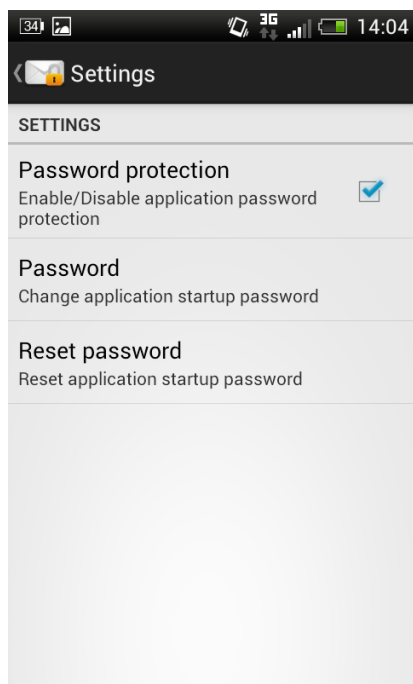 34 3G 14:04
Settings
SETTINGS
Password protection
Enable/Disable application password
protection
Password
Change application startup password
Reset password
Reset application startup password